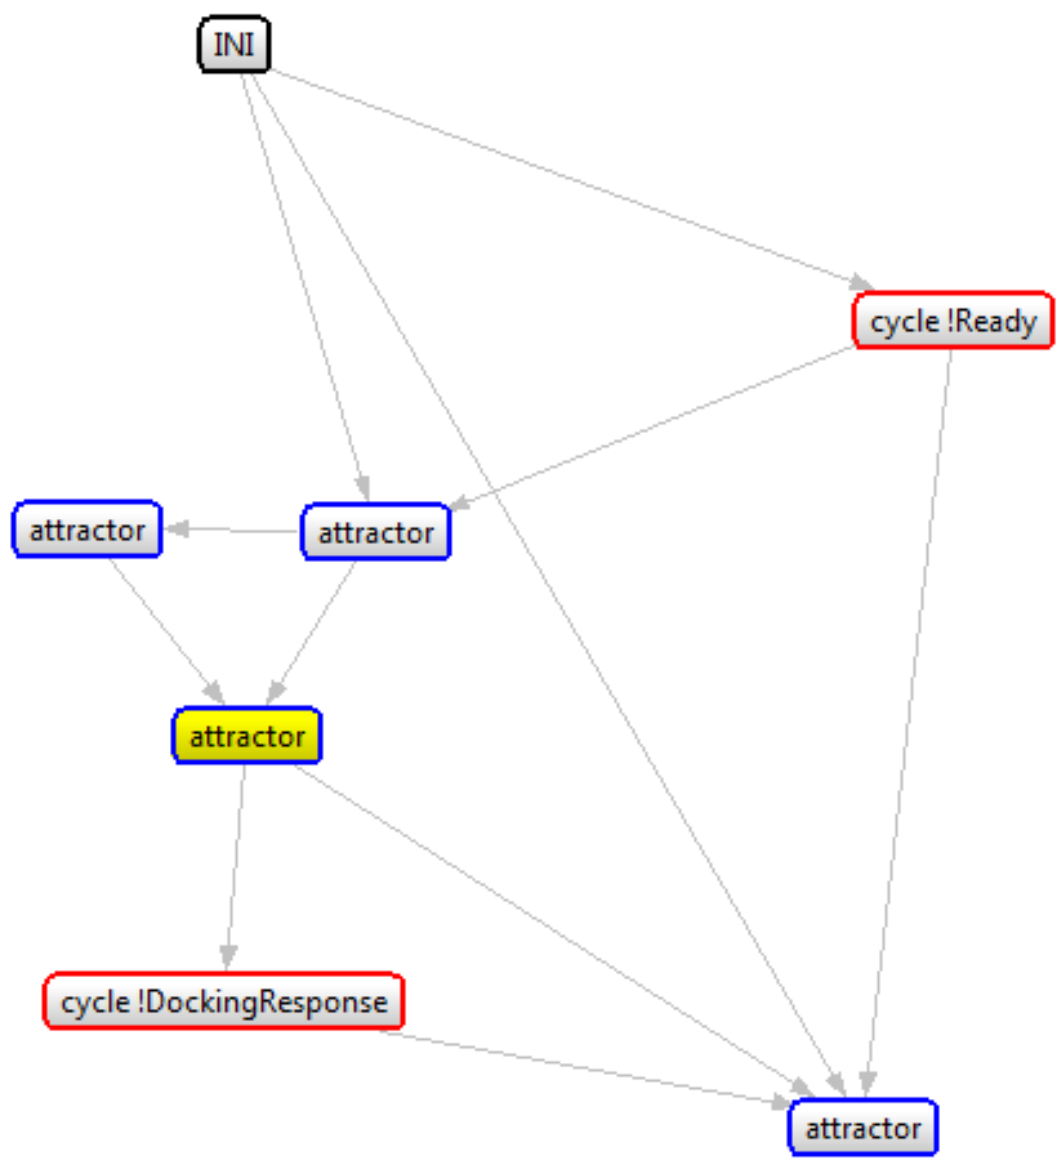 INI
cycle !Ready
attractor
attractor
attractor
cycle !DockingResponse
attractor